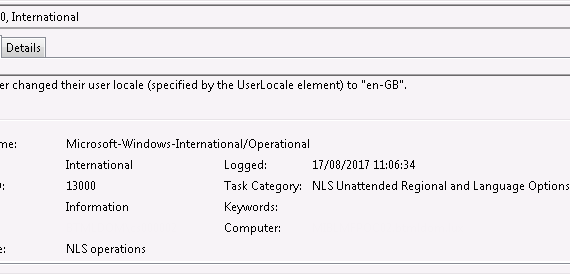 0, International
Details
er changed their user locale (specified by the UserLocale element) to "en-GB".
me: Microsoft-Windows-International/Operational
International Logged: 17/08/2017 11:06:34
D: 13000 Task Category: NLS Unattended Regional and Language Options
Information Keywords:
Computer:
e: NLS operations